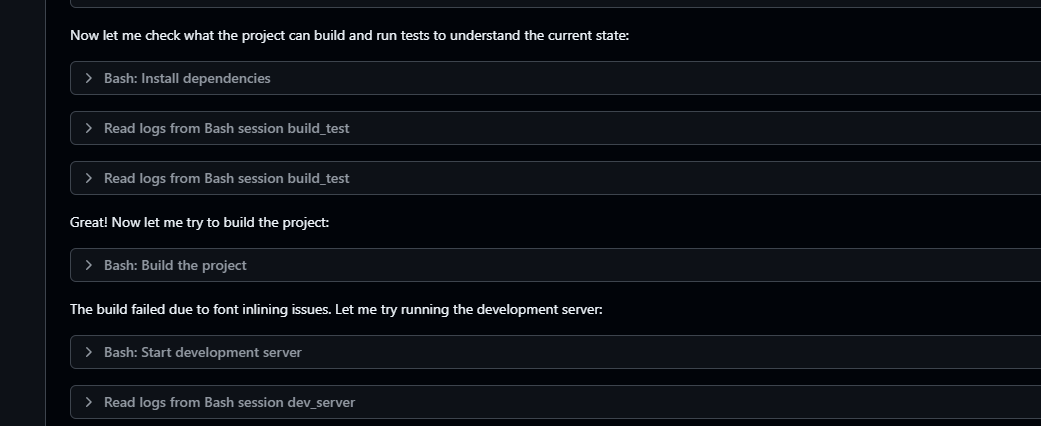 Now let me check what the project can build and run tests to understand the current state:
Bash: Install dependencies
Read logs from Bash session build_test
Read logs from Bash session build_test
Great! Now let me try to build the project:
Bash: Build the project
The build failed due to font inlining issues. Let me try running the development server:
Bash: Start development server
Read logs from Bash session dev_server